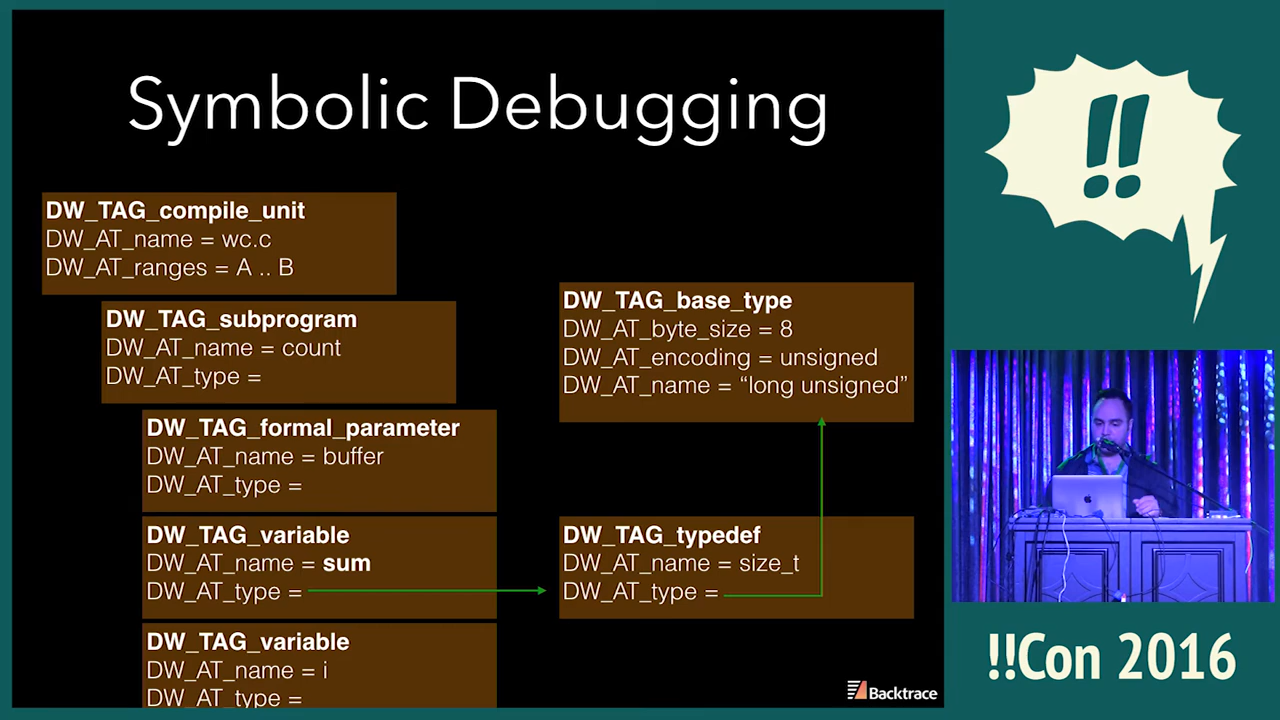 Symbolic Debugging
DW_TAG_compile_unit
DW_AT_name = wc.c
DW_AT_ranges = A .. B
DW_TAG_subprogram
DW_AT_name = count
DW_AT_type =
DW_TAG_formal_parameter
DW_AT_name = buffer
DW_AT_type =
DW_TAG_variable
DW_AT_name = sum
DW_AT_type =
DW_TAG_variable
DW_AT_name = i
DW_AT_type =
DW_TAG_base_type
DW_AT_byte_size = 8
DW_AT_encoding = unsigned
DW_AT_name = “long unsigned”
DW_TAG_typedef
DW_AT_name = size_t
DW_AT_type =
Backtrace
!!
!!Con 2016